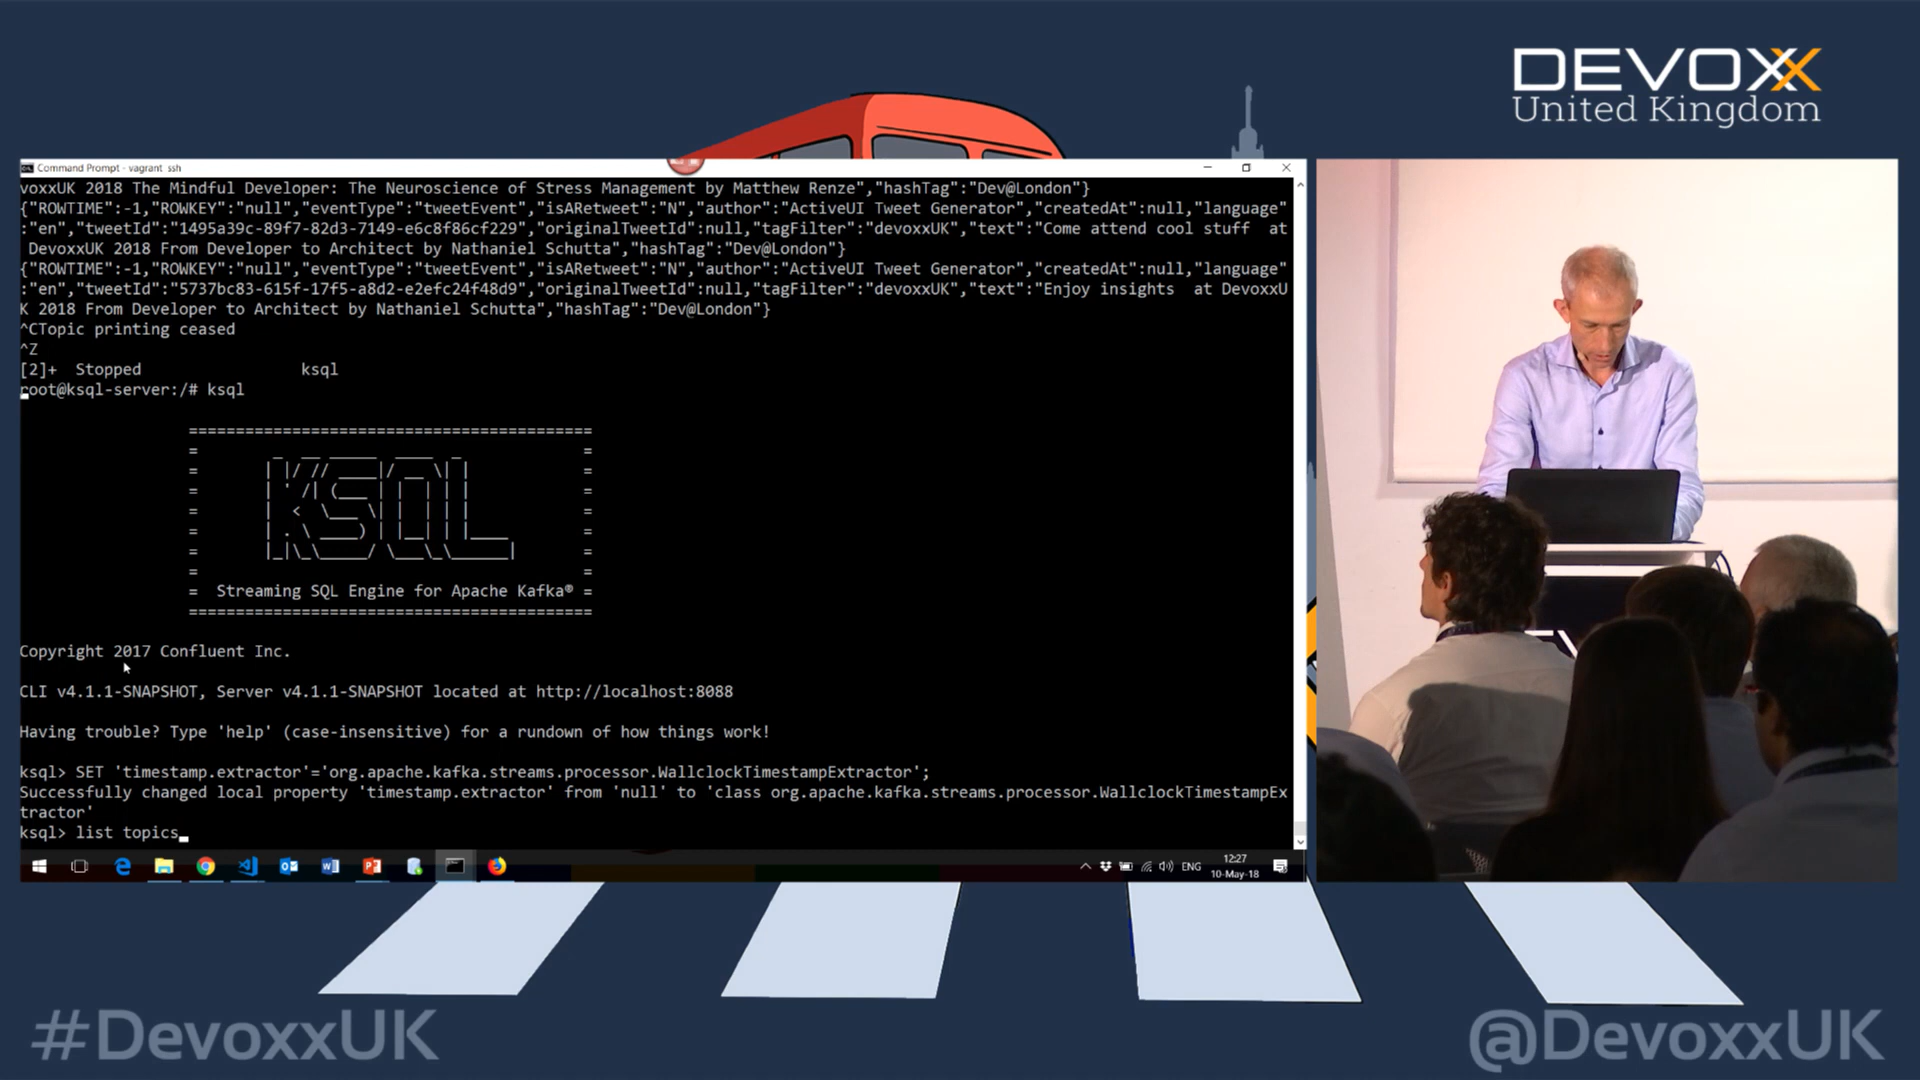 DEVOXX
United Kingdom
Command Prompt - vagrant ssh
voxxUK 2018 The Mindful Developer: The Neuroscience of Stress Management by Matthew Renze","hashTag":"Dev@London"}
{"ROWTIME":-1,"ROWKEY":"null","eventType":"tweetEvent","isARetweet":"N","author":"ActiveUI Tweet Generator","createdAt":null,"language"
:"en","tweetId":"1495a39c-89f7-82d3-7149-e6c8f86cf229","originalTweetId":null,"tagFilter":"devoxxUK","text":"Come attend cool stuff  at
 DevoxxUK 2018 From Developer to Architect by Nathaniel Schutta","hashTag":"Dev@London"}
{"ROWTIME":-1,"ROWKEY":"null","eventType":"tweetEvent","isARetweet":"N","author":"ActiveUI Tweet Generator","createdAt":null,"language"
:"en","tweetId":"5737bc83-615f-17f5-a8d2-e2efc24f48d9","originalTweetId":null,"tagFilter":"devoxxUK","text":"Enjoy insights  at DevoxxU
K 2018 From Developer to Architect by Nathaniel Schutta","hashTag":"Dev@London"}
^CTopic printing ceased
^Z
[2]+  Stopped                 ksql
root@ksql-server:/# ksql
KSQL
= Streaming SQL Engine for Apache Kafka® =
Copyright 2017 Confluent Inc.
CLI v4.1.1-SNAPSHOT, Server v4.1.1-SNAPSHOT located at http://localhost:8088
Having trouble? Type 'help' (case-insensitive) for a rundown of how things work!
ksql> SET 'timestamp.extractor'='org.apache.kafka.streams.processor.WallclockTimestampExtractor';
Successfully changed local property 'timestamp.extractor' from 'null' to 'class org.apache.kafka.streams.processor.WallclockTimestampEx
tractor'
ksql> list topics
ENG
12:27
10-May-18
#DevoxxUK
@DevoxxUK